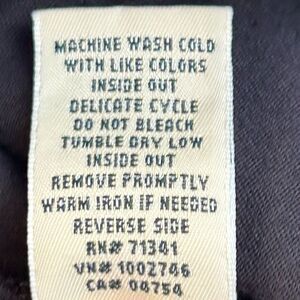 MACHINE WASH COLD
WITH LIKE COLORS
INSIDE OUT
DELICATE CYCLE
DO NOT BLEACH
TUMBLE DRY LOW
INSIDE OUT
REMOVE PROMPTLY
WARM IRON IF NEEDED
REVERSE SIDE
RN# 71341
VN# 1002746
CA# 04754